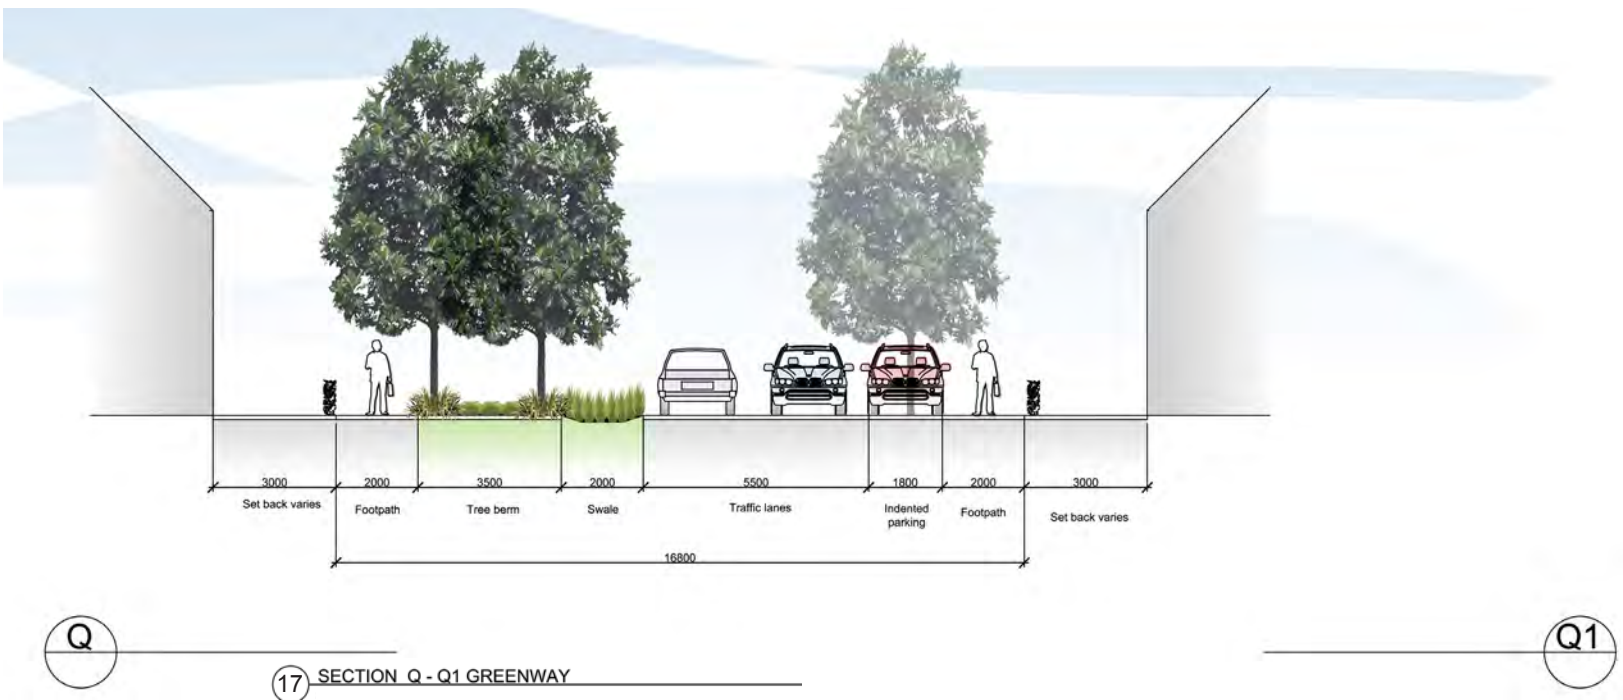 3000 2000 3500 2000 5500 1800 2000 3000
Set back varies Footpath Tree berm Swale Traffic lanes Indented parking Footpath Set back varies
16800
Q Q1
17 SECTION Q - Q1 GREENWAY